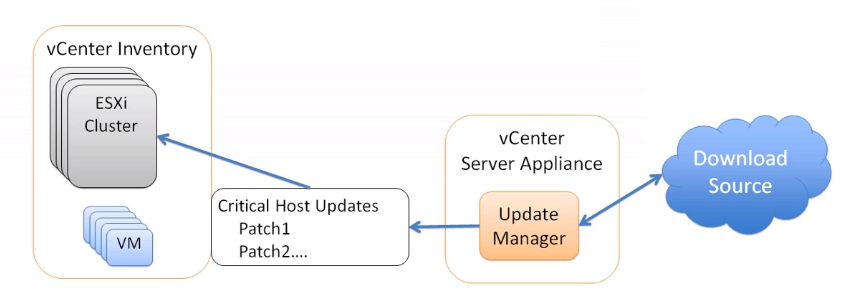 vCenter Inventory
ESXi
Cluster
VM
Critical Host Updates
Patch1
Patch2....
vCenter
Server Appliance
Update
Manager
Download
Source